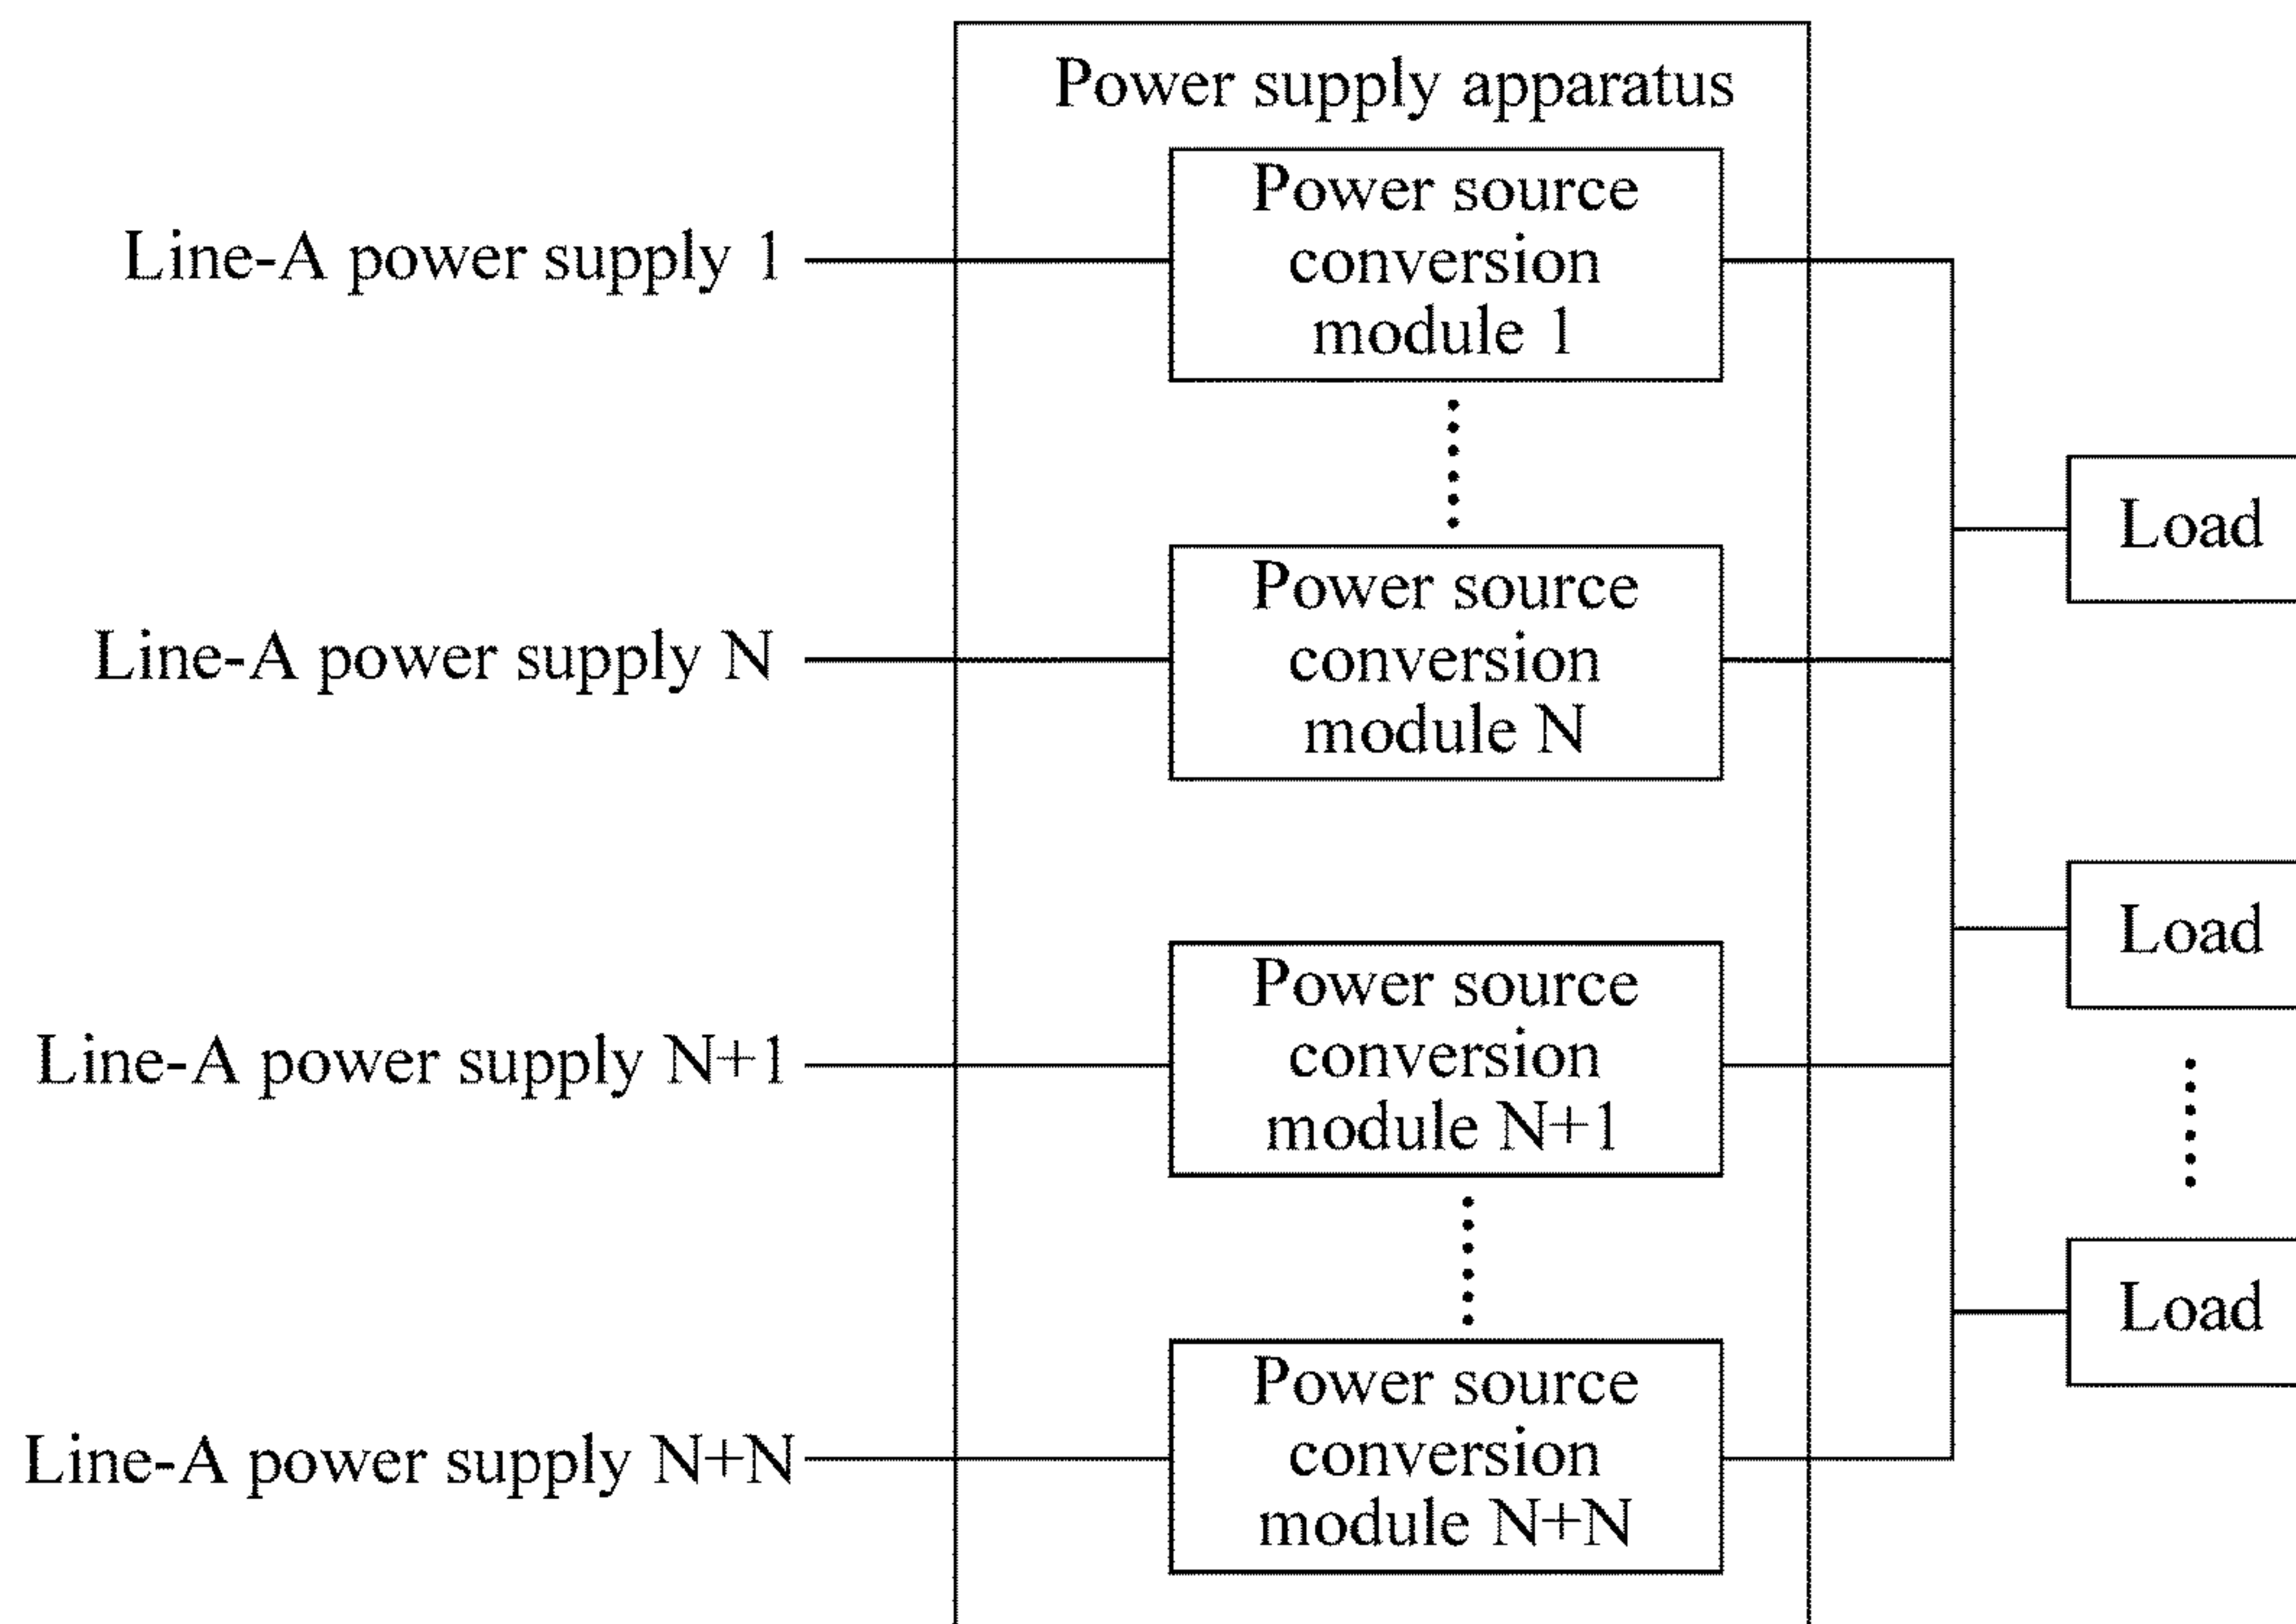 Power supply apparatus
Line-A power supply 1
Power source
conversion
module 1
Load
Line-A power supply N
Power source
conversion
module N
Load
Line-A power supply N+1
Power source
conversion
module N+1
Load
Line-A power supply N+N
Power source
conversion
module N+N